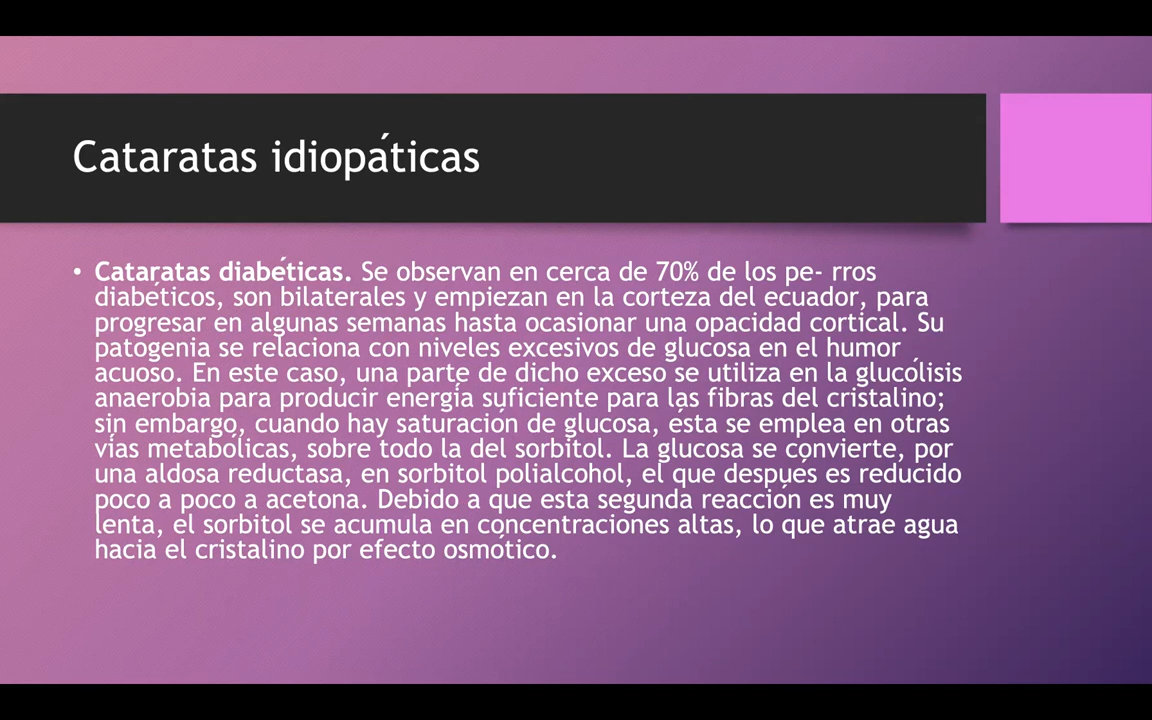 Cataratas idiopáticas
• Cataratas diabéticas. Se observan en cerca de 70% de los pe- rros
diabéticos, son bilaterales y empiezan en la corteza del ecuador, para
progresar en algunas semanas hasta ocasionar una opacidad cortical. Su
patogenia se relaciona con niveles excesivos de glucosa en el humor
acuoso. En este caso, una parte de dicho exceso se utiliza en la glucólisis
anaerobia para producir energía suficiente para las fibras del cristalino;
sin embargo, cuando hay saturación de glucosa, ésta se emplea en otras
vías metabólicas, sobre todo la del sorbitol. La glucosa se convierte, por
una aldosa reductasa, en sorbitol polialcohol, el que después es reducido
poco a poco a acetona. Debido a que esta segunda reacción es muy
lenta, el sorbitol se acumula en concentraciones altas, lo que atrae agua
hacia el cristalino por efecto osmótico.